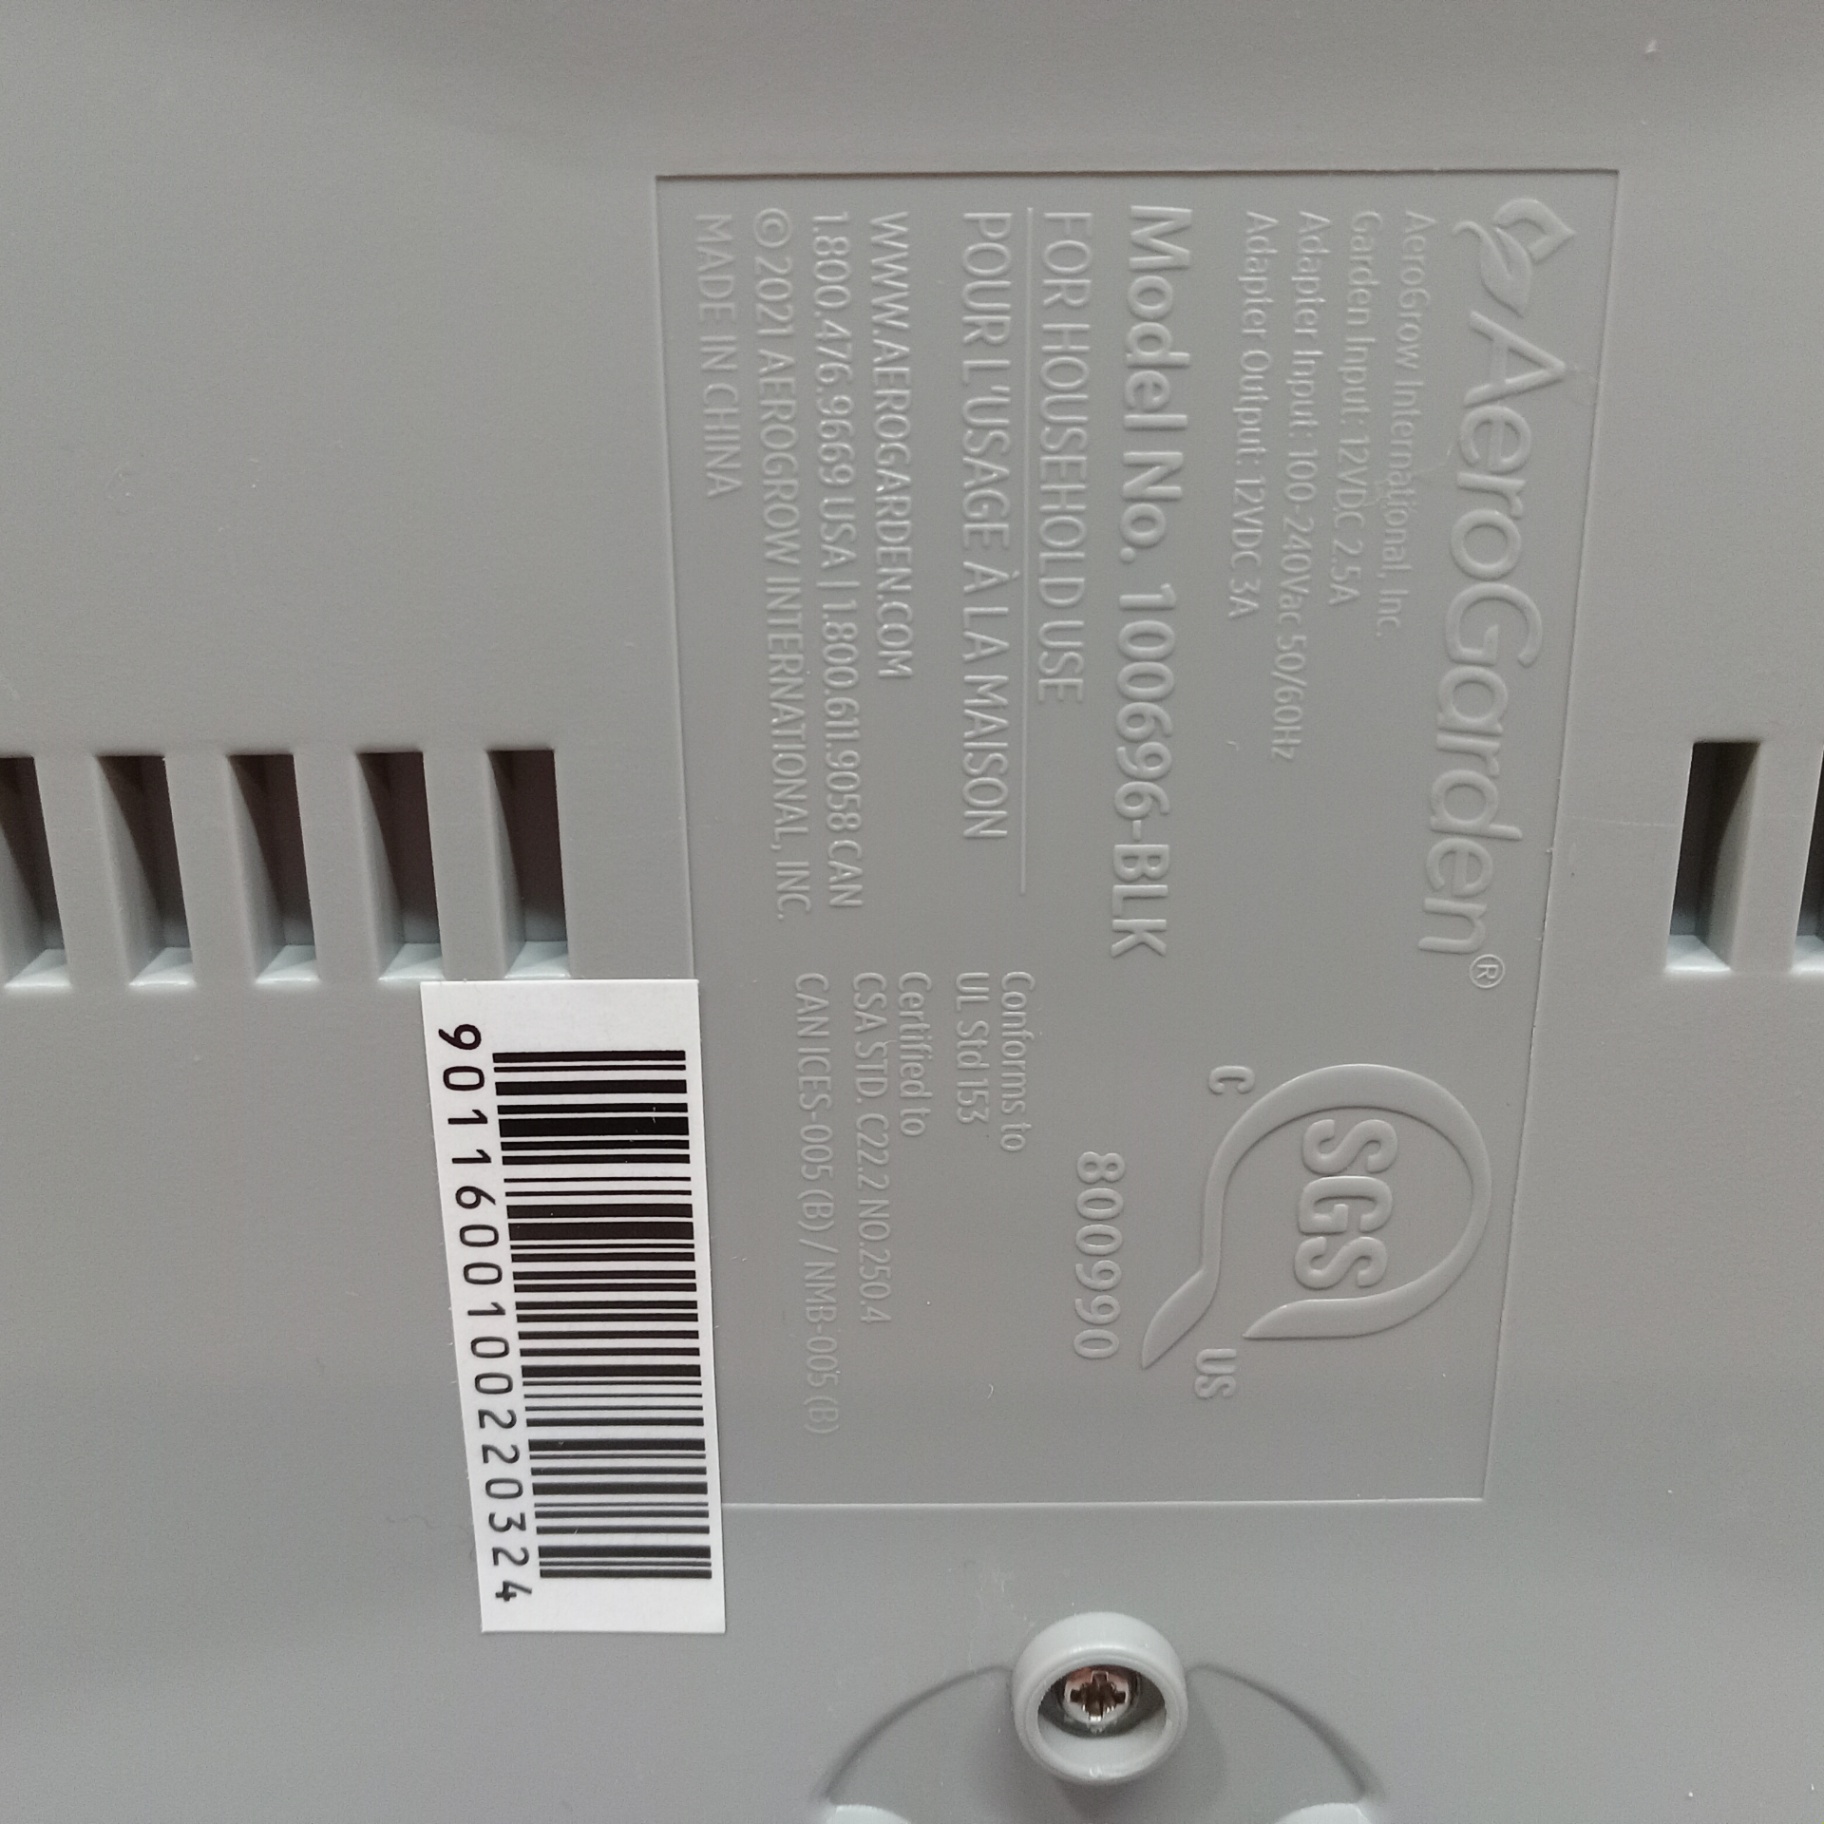 AeroGarden®
AeroGrow International, Inc.
Garden Input: 12VDC 2.5A
Adapter Input: 100-240Vac 50/60Hz
Adapter Output: 12VDC 3A
Model No. 100696-BLK
FOR HOUSEHOLD USE
POUR L'USAGE À LA MAISON
WWW.AEROGARDEN.COM
1.800.476.9669 USA | 1.800.611.9058 CAN
© 2021 AEROGROW INTERNATIONAL, INC.
MADE IN CHINA
SGS
C US
800990
Conforms to
UL Std 153
Certified to
CSA STD. C22.2 NO.250.4
CAN ICES-005 (B) / NMB-005 (B)
9011600100220324